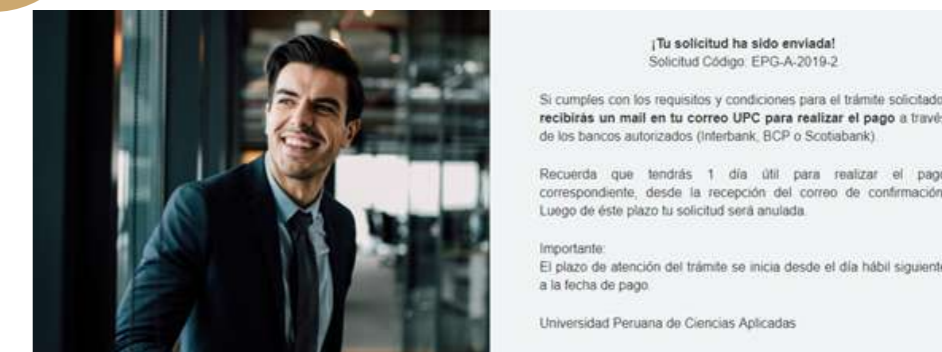 ¡Tu solicitud ha sido enviada!
Solicitud Código: EPG-A-2019-2
Si cumples con los requisitos y condiciones para el trámite solicitado
recibirás un mail en tu correo UPC para realizar el pago a través
de los bancos autorizados (Interbank, BCP o Scotiabank).
Recuerda que tendrás 1 día útil para realizar el pago
correspondiente, desde la recepción del correo de confirmación
Luego de éste plazo tu solicitud será anulada.
Importante:
El plazo de atención del trámite se inicia desde el día hábil siguiente
a la fecha de pago.
Universidad Peruana de Ciencias Aplicadas